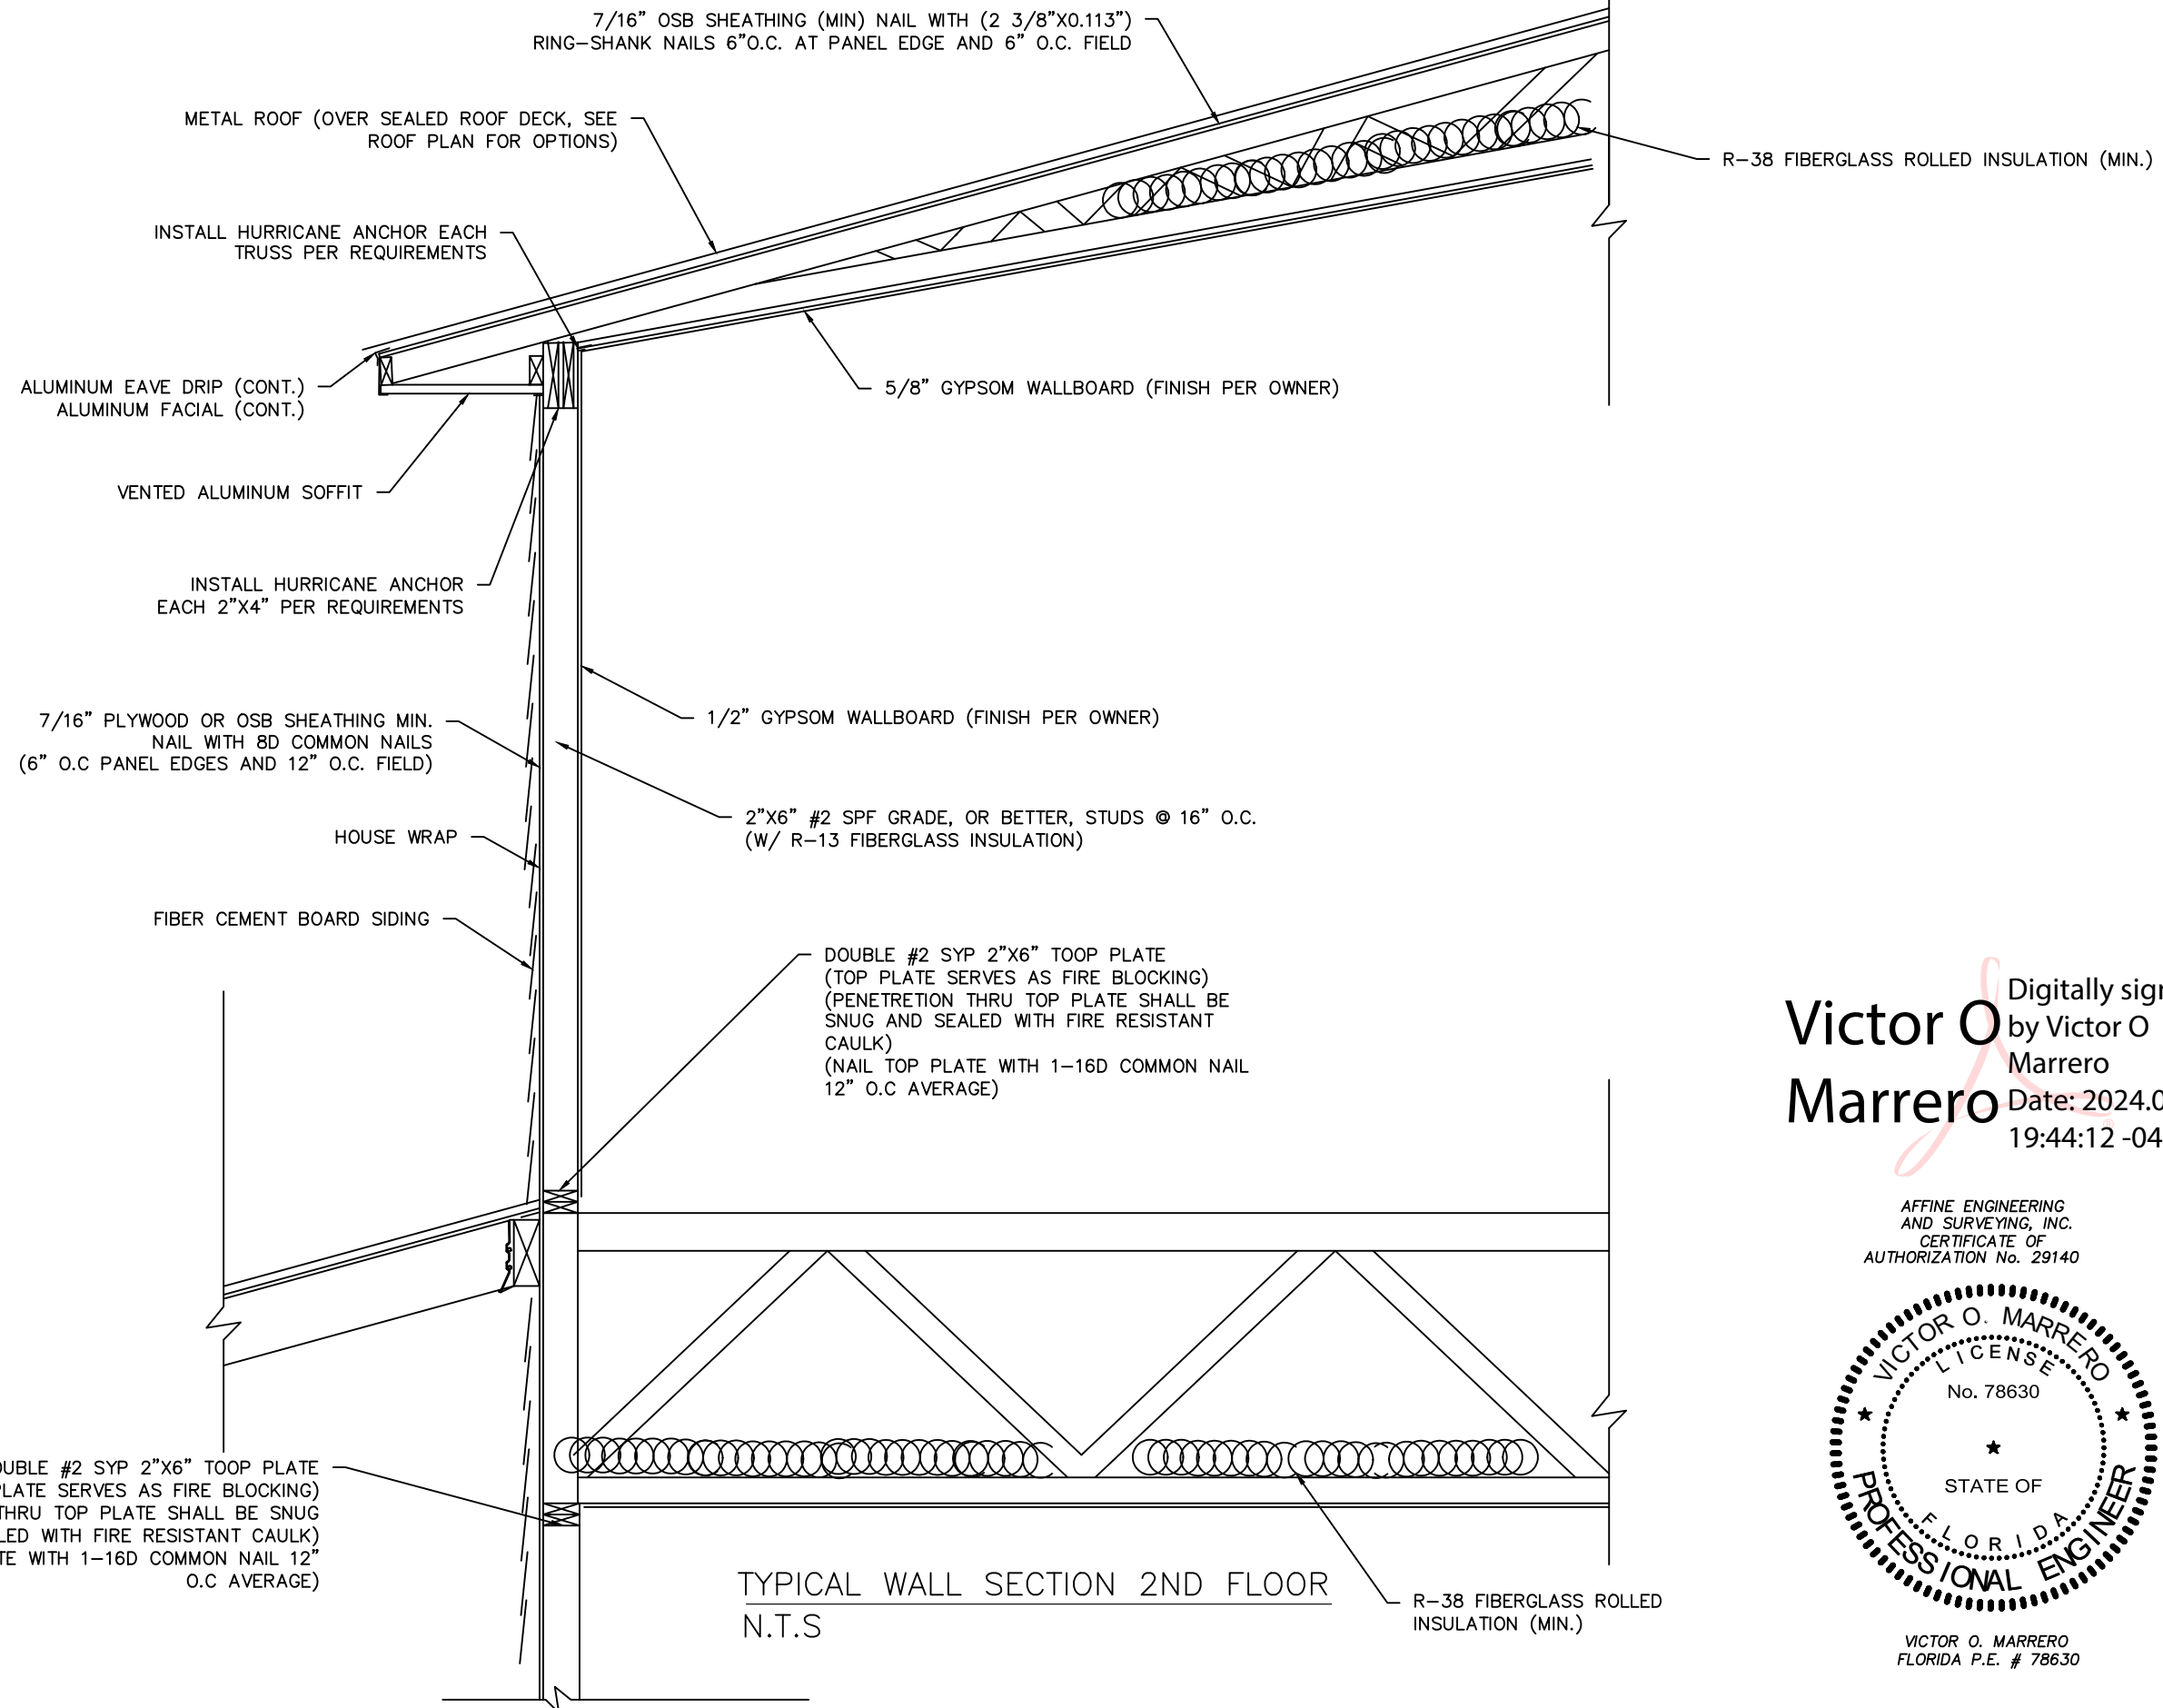 7/16” OSB SHEATHING (MIN) NAIL WITH (2 3/8”X0.113”)
RING-SHANK NAILS 6”O.C. AT PANEL EDGE AND 6” O.C. FIELD
METAL ROOF (OVER SEALED ROOF DECK, SEE
ROOF PLAN FOR OPTIONS)
R-38 FIBERGLASS ROLLED INSULATION (MIN.)
INSTALL HURRICANE ANCHOR EACH
TRUSS PER REQUIREMENTS
ALUMINUM EAVE DRIP (CONT.)
ALUMINUM FACIAL (CONT.)
5/8” GYPSOM WALLBOARD (FINISH PER OWNER)
VENTED ALUMINUM SOFFIT
INSTALL HURRICANE ANCHOR
EACH 2”X4” PER REQUIREMENTS
7/16” PLYWOOD OR OSB SHEATHING MIN.
NAIL WITH 8D COMMON NAILS
(6” O.C PANEL EDGES AND 12” O.C. FIELD)
1/2” GYPSOM WALLBOARD (FINISH PER OWNER)
2”X6” #2 SPF GRADE, OR BETTER, STUDS @ 16” O.C.
(W/ R-13 FIBERGLASS INSULATION)
HOUSE WRAP
FIBER CEMENT BOARD SIDING
DOUBLE #2 SYP 2”X6” TOOP PLATE
(TOP PLATE SERVES AS FIRE BLOCKING)
(PENETRETION THRU TOP PLATE SHALL BE
SNUG AND SEALED WITH FIRE RESISTANT
CAULK)
(NAIL TOP PLATE WITH 1-16D COMMON NAIL
12” O.C AVERAGE)
Victor O
Marrero
Digitally sig
by Victor O
Marrero
Date: 2024.0
19:44:12 -04
AFFINE ENGINEERING
AND SURVEYING, INC.
CERTIFICATE OF
AUTHORIZATION No. 29140
VICTOR O. MARRERO
LICENSE
No. 78630
STATE OF
FLORIDA
PROFESSIONAL ENGINEER
VICTOR O. MARRERO
FLORIDA P.E. # 78630
OUBLE #2 SYP 2”X6” TOOP PLATE
PLATE SERVES AS FIRE BLOCKING)
THRU TOP PLATE SHALL BE SNUG
LED WITH FIRE RESISTANT CAULK)
TE WITH 1-16D COMMON NAIL 12”
O.C AVERAGE)
TYPICAL WALL SECTION 2ND FLOOR
N.T.S
R-38 FIBERGLASS ROLLED
INSULATION (MIN.)